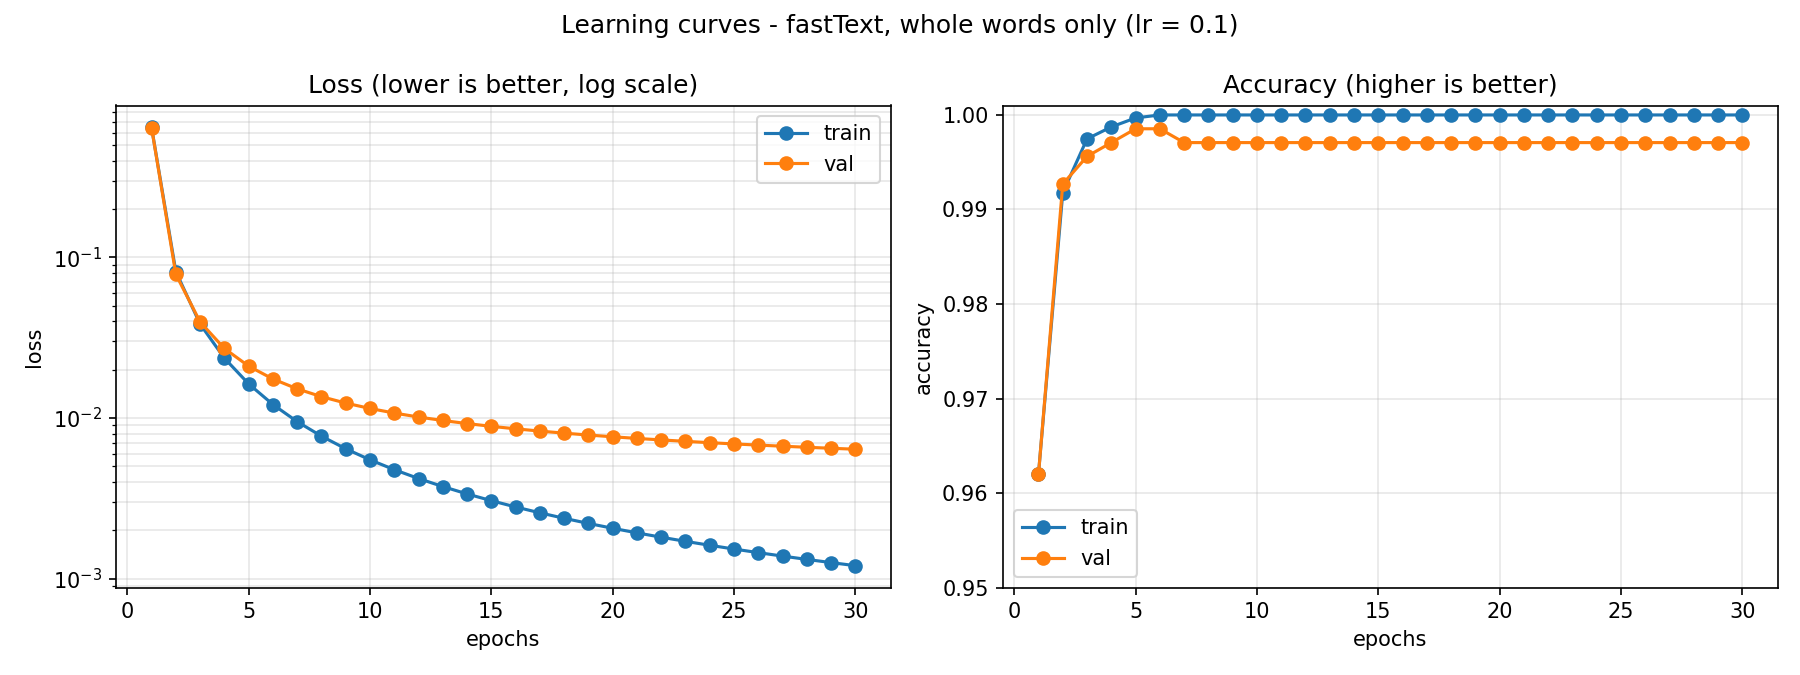 Learning curves - fastText, whole words only (lr = 0.1)
Loss (lower is better, log scale)
train
val
10⁻¹
10⁻²
10⁻³
loss
0 5 10 15 20 25 30
epochs
Accuracy (higher is better)
1.00
0.99
0.98
0.97
0.96
0.95
accuracy
train
val
0 5 10 15 20 25 30
epochs